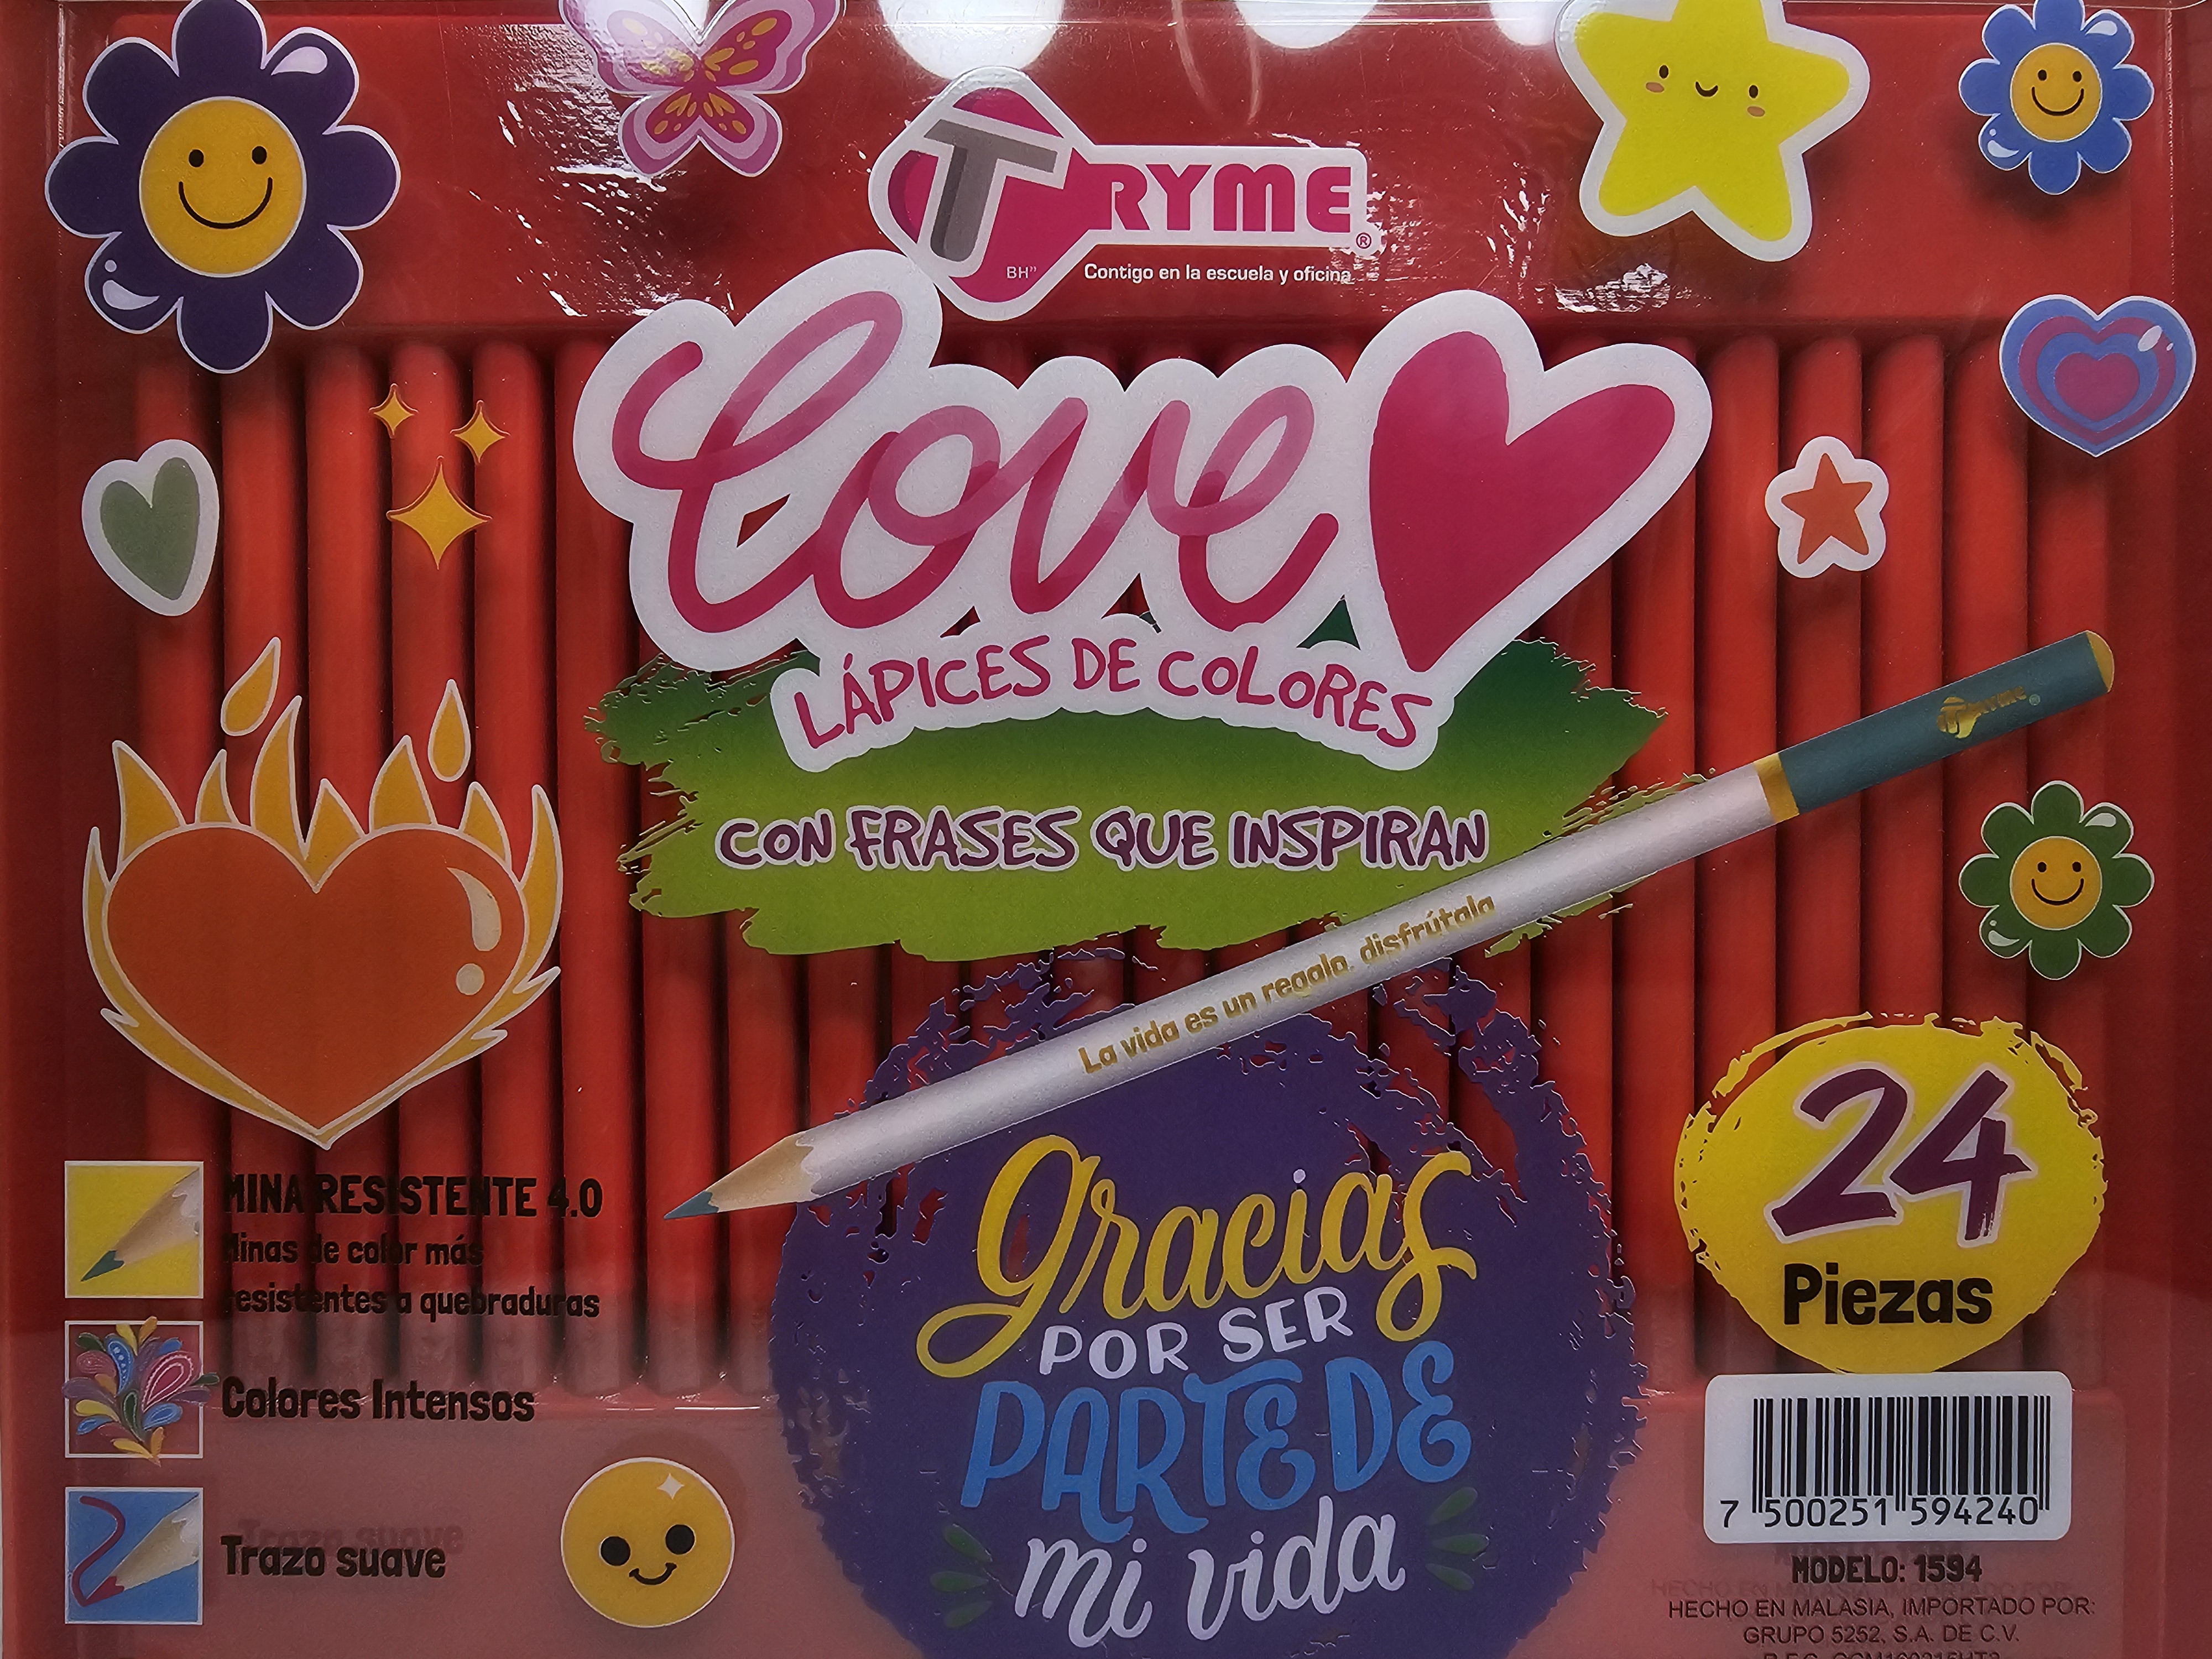 TRYME®
BH”
Contigo en la escuela y oficina
love
LÁPICES DE COLORES
CON FRASES QUE INSPIRAN
TRYME®
La vida es un regalo, disfrútala
24
Piezas
MINA RESISTENTE 4.0
Minas de color más
resistentes a quebraduras
Colores Intensos
Trazo suave
gracias
POR SER
PARTE DE
mi vida
7 500251 594240
MODELO: 1594
HECHO EN MALASIA, IMPORTADO POR:
GRUPO 5252, S.A. DE C.V.